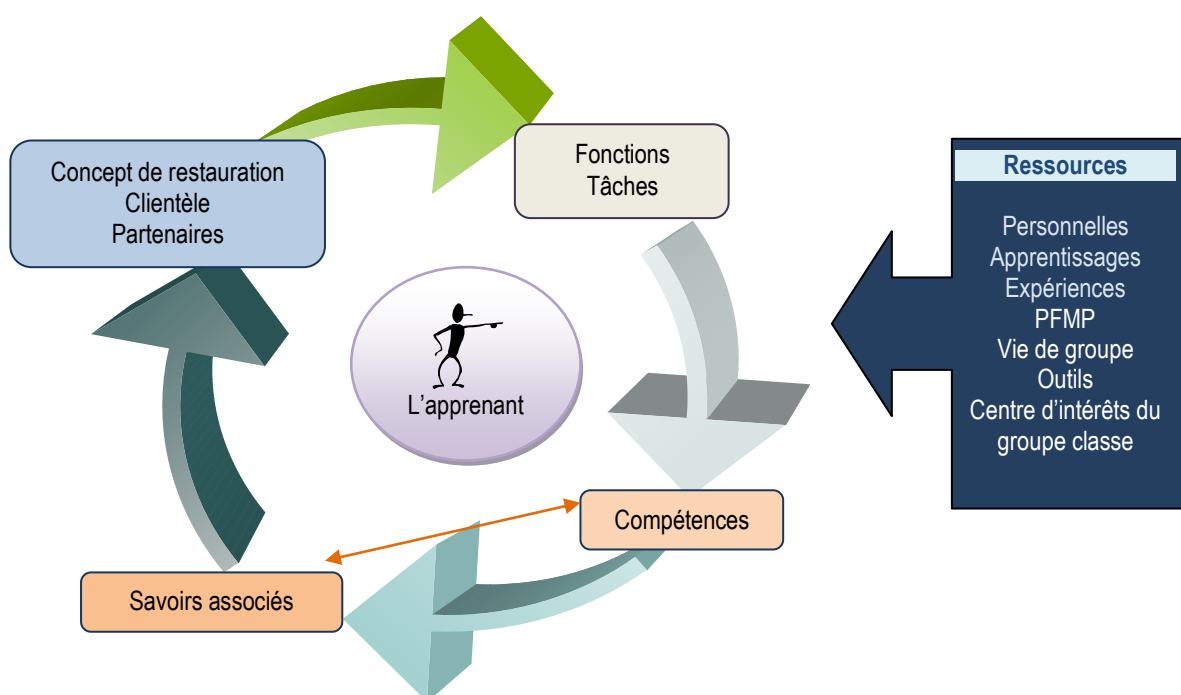 Concept de restauration
Clientèle
Partenaires
Fonctions
Tâches
Ressources
Personnelles
Apprentissages
Expériences
PFMP
Vie de groupe
Outils
Centre d'intérêts du
groupe classe
L'apprenant
Compétences
Savoirs associés